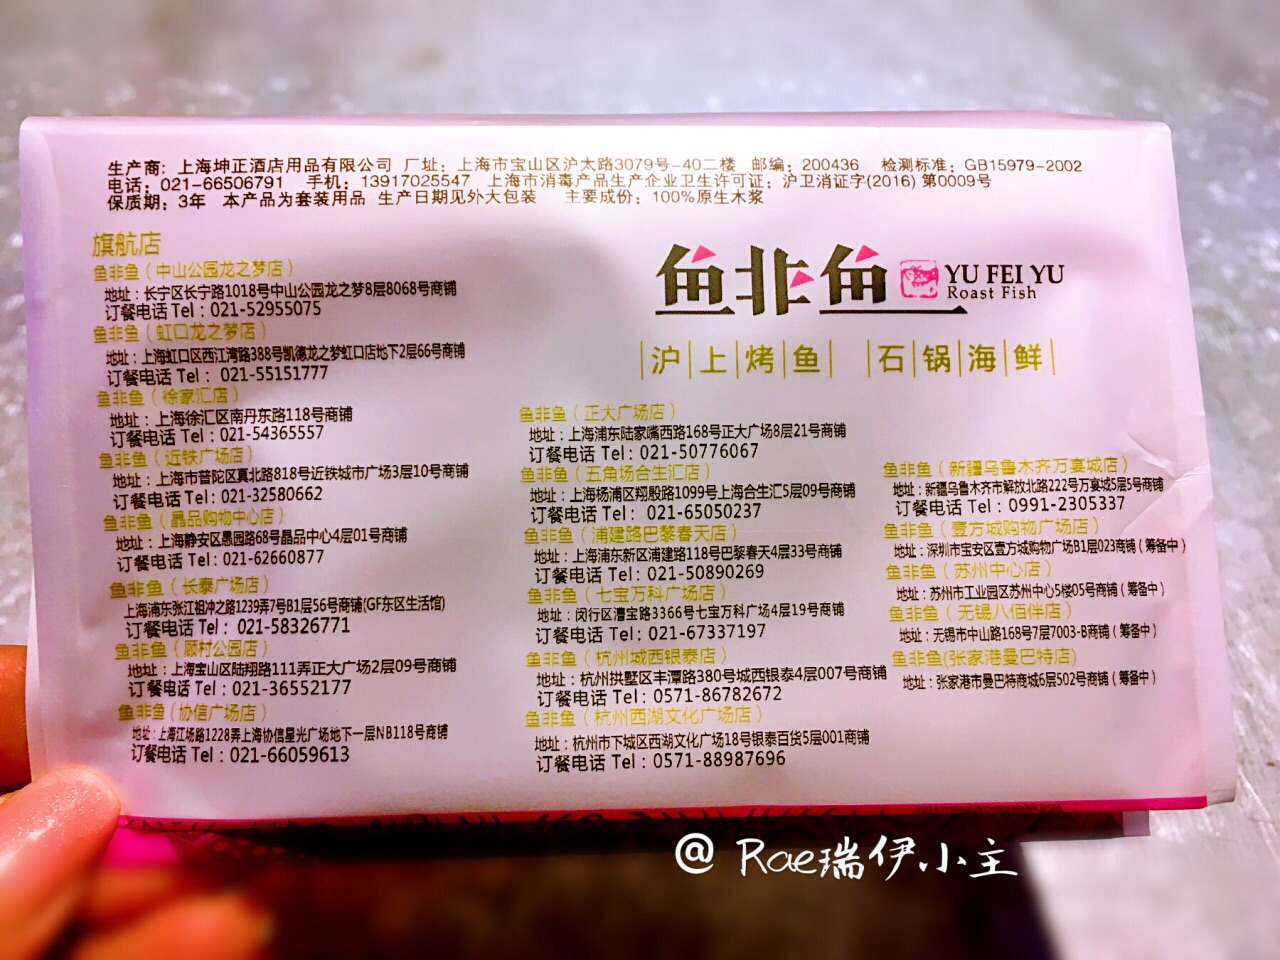 生产商：上海坤正酒店用品有限公司 厂址：上海市宝山区沪太路3079号-40二楼 邮编：200436 检测标准：GB15979-2002
电话：021-66506791 手机：13917025547 上海市消毒产品生产企业卫生许可证：沪卫消证字(2016) 第0009号
保质期：3年 本产品为套装用品 生产日期见外大包装 主要成份：100%原生木浆
旗航店
鱼非鱼（中山公园龙之梦店）
地址：长宁区长宁路1018号中山公园龙之梦8层8068号商铺
订餐电话 Tel：021-52955075
鱼非鱼（虹口龙之梦店）
地址：上海虹口区西江湾路388号凯德龙之梦虹口店地下2层66号商铺
订餐电话 Tel：021-55151777
鱼非鱼（徐家汇店）
地址：上海徐汇区南丹东路118号商铺
订餐电话 Tel：021-54365557
鱼非鱼（近铁广场店）
地址：上海市普陀区真北路818号近铁城市广场3层10号商铺
订餐电话 Tel：021-32580662
鱼非鱼（晶品购物中心店）
地址：上海静安区愚园路68号晶品中心4层01号商铺
订餐电话 Tel：021-62660877
鱼非鱼（长泰广场店）
上海浦东张江祖冲之路1239弄7号B1层56号商铺(GF东区生活馆)
订餐电话 Tel：021-58326771
鱼非鱼（顾村公园店）
地址：上海宝山区陆翔路111弄正大广场2层09号商铺
订餐电话 Tel：021-36552177
鱼非鱼（协信广场店）
地址：上海江场路1228弄上海协信星光广场地下一层NB118号商铺
订餐电话 Tel：021-66059613
鱼非鱼 YU FEI YU
Roast Fish
沪上烤鱼 石锅海鲜
鱼非鱼（正大广场店）
地址：上海浦东陆家嘴西路168号正大广场8层21号商铺
订餐电话 Tel：021-50776067
鱼非鱼（五角场合生汇店）
地址：上海杨浦区翔殷路1099号上海合生汇5层09号商铺
订餐电话 Tel：021-65050237
鱼非鱼（浦建路巴黎春天店）
地址：上海浦东新区浦建路118号巴黎春天4层33号商铺
订餐电话 Tel：021-50890269
鱼非鱼（七宝万科广场店）
地址：闵行区漕宝路3366号七宝万科广场4层19号商铺
订餐电话 Tel：021-67337197
鱼非鱼（杭州城西银泰店）
地址：杭州拱墅区丰潭路380号城西银泰4层007号商铺
订餐电话 Tel：0571-86782672
鱼非鱼（杭州西湖文化广场店）
地址：杭州市下城区西湖文化广场18号银泰百货5层001商铺
订餐电话 Tel：0571-88987696
鱼非鱼（新疆乌鲁木齐万宴城店）
地址：新疆乌鲁木齐市解放北路222号万宴城5层5号商铺
订餐电话 Tel：0991-2305337
鱼非鱼（壹方城购物广场店）
地址：深圳市宝安区壹方城购物广场B1层023商铺（筹备中）
鱼非鱼（苏州中心店）
地址：苏州市工业园区苏州中心5楼05号商铺（筹备中）
鱼非鱼（无锡八佰伴店）
地址：无锡市中山路168号7层7003-B商铺（筹备中）
鱼非鱼(张家港曼巴特店)
地址：张家港市曼巴特商城6层502号商铺（筹备中）
@ Rae瑞伊小主